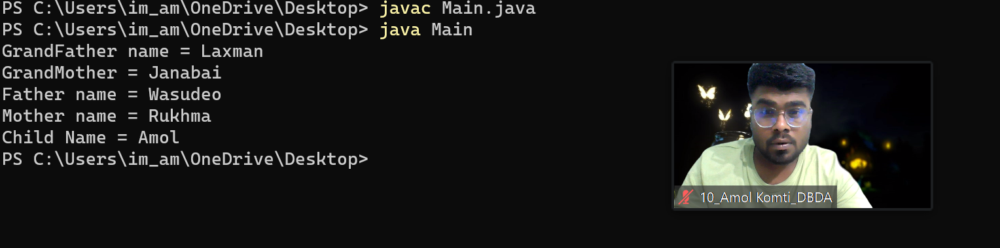 PS C:\Users\im_am\OneDrive\Desktop> javac Main.java
PS C:\Users\im_am\OneDrive\Desktop> java Main
GrandFather name = Laxman
GrandMother = Janabai
Father name = Wasudeo
Mother name = Rukhma
Child Name = Amol
PS C:\Users\im_am\OneDrive\Desktop>
10_Amol Komti_DBDA